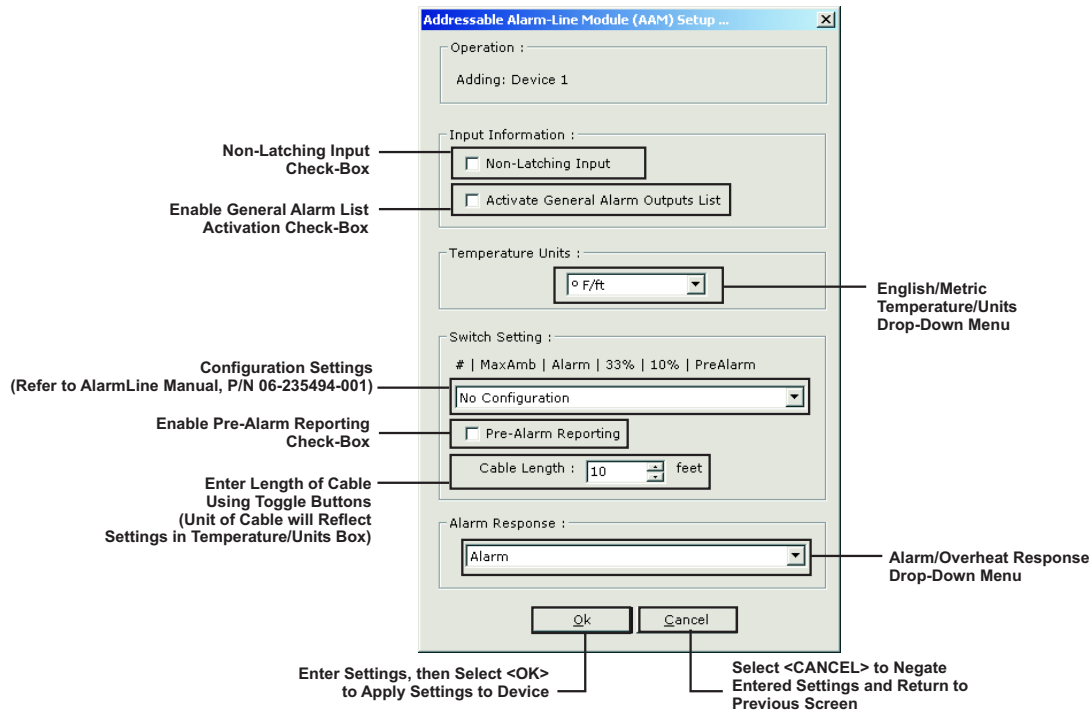 Addressable Alarm-Line Module (AAM) Setup ...
Operation :
Adding: Device 1
Input Information :
Non-Latching Input
Check-Box
Non-Latching Input
Enable General Alarm List
Activation Check-Box
Activate General Alarm Outputs List
Temperature Units :
º F/ft
English/Metric
Temperature/Units
Drop-Down Menu
Switch Setting :
# | MaxAmb | Alarm | 33% | 10% | PreAlarm
Configuration Settings
(Refer to AlarmLine Manual, P/N 06-235494-001)
No Configuration
Enable Pre-Alarm Reporting
Check-Box
Pre-Alarm Reporting
Cable Length : 10 feet
Enter Length of Cable
Using Toggle Buttons
(Unit of Cable will Reflect
Settings in Temperature/Units Box)
Alarm Response :
Alarm
Alarm/Overheat Response
Drop-Down Menu
Ok
Cancel
Enter Settings, then Select <OK>
to Apply Settings to Device
Select <CANCEL> to Negate
Entered Settings and Return to
Previous Screen